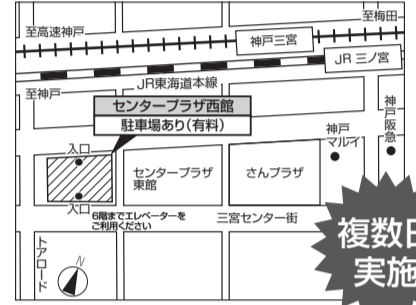 至梅田
至高速神戸
神戸三宮
JR 三ノ宮
JR東海道本線
至神戸
センタープラザ西館
駐車場あり(有料)
神戸阪急
神戸
マルイ
入口
センタープラザ
東館
さんプラザ
入口
6階までエレベーターを
ご利用ください
三宮センター街
トアロード
N
複数日
実施